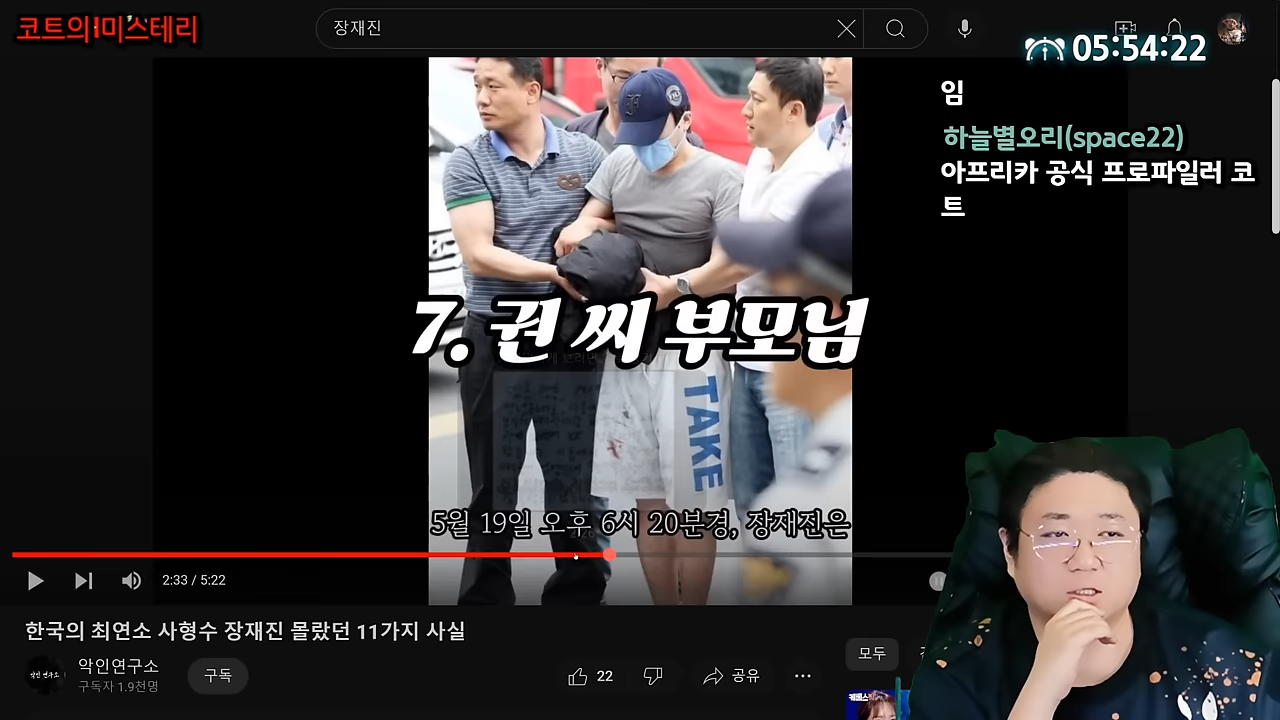 코트의 미스테리
장재진
05:54:22
임
하늘별오리(space22)
아프리카 공식 프로파일러 코
트
7. 권 씨 부모님
TAKE
5월 19일 오후 6시 20분경, 장재진은
2:33 / 5:22
한국의 최연소 사형수 장재진 몰랐던 11가지 사실
악인연구소
구독자 1.9천명
구독
22
공유
모두